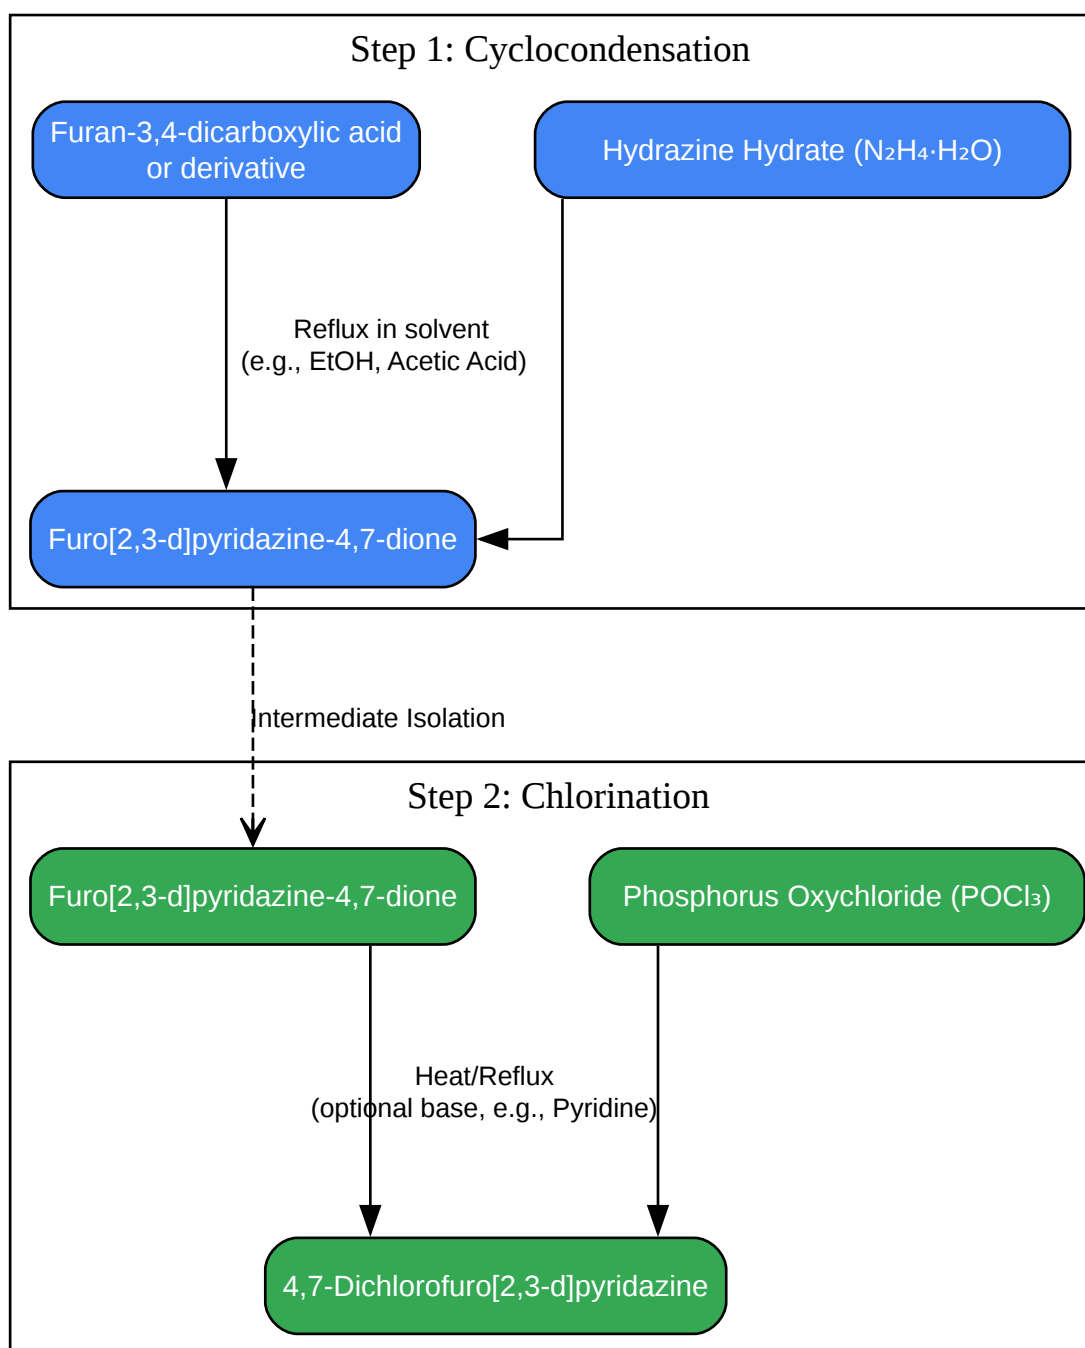 Step 1: Cyclocondensation
Furan-3,4-dicarboxylic acid
or derivative
Hydrazine Hydrate (N₂H₄·H₂O)
Reflux in solvent
(e.g., EtOH, Acetic Acid)
Furo[2,3-d]pyridazine-4,7-dione
Intermediate Isolation
Step 2: Chlorination
Furo[2,3-d]pyridazine-4,7-dione
Phosphorus Oxychloride (POCl₃)
Heat/Reflux
(optional base, e.g., Pyridine)
4,7-Dichlorofuro[2,3-d]pyridazine